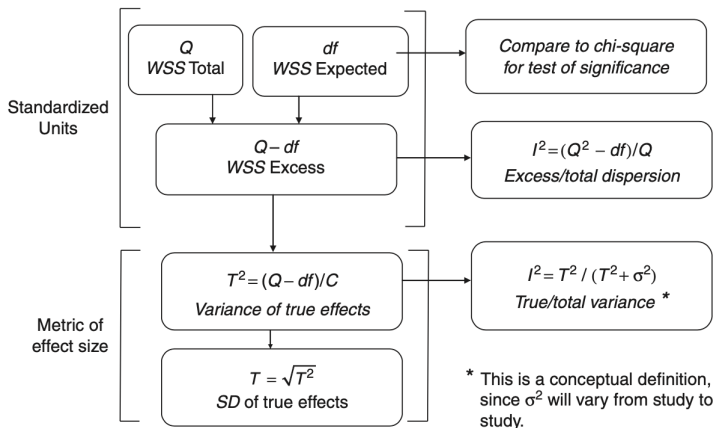 Q
WSS Total
df
WSS Expected
Compare to chi-square
for test of significance
Standardized
Units
Q – df
WSS Excess
I² = (Q² – df)/Q
Excess/total dispersion
T² = (Q – df)/C
Variance of true effects
I² = T² / (T² + σ²)
True/total variance *
Metric of
effect size
T = √T²
SD of true effects
* This is a conceptual definition,
since σ² will vary from study to
study.